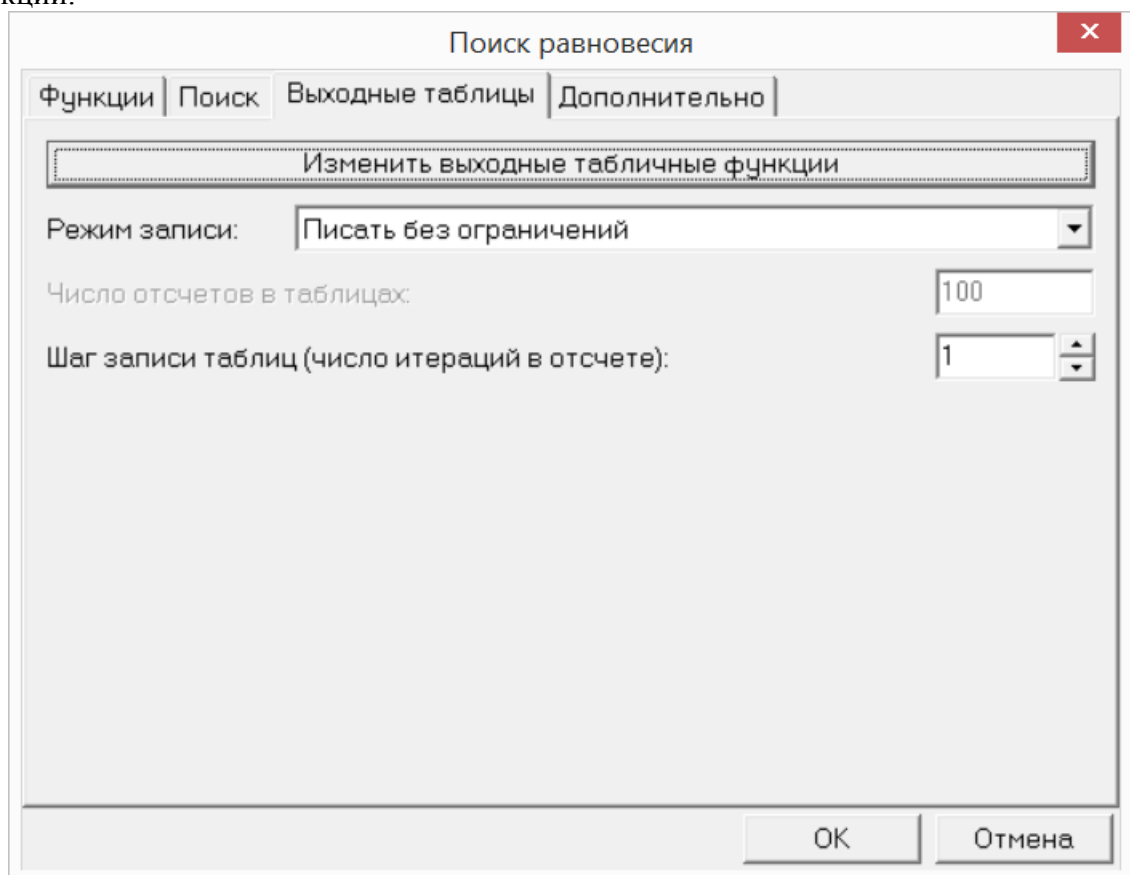 кции.
Поиск равновесия
Функции Поиск Выходные таблицы Дополнительно
Изменить выходные табличные функции
Режим записи: Писать без ограничений
Число отсчетов в таблицах: 100
Шаг записи таблиц (число итераций в отсчете): 1
OK Отмена